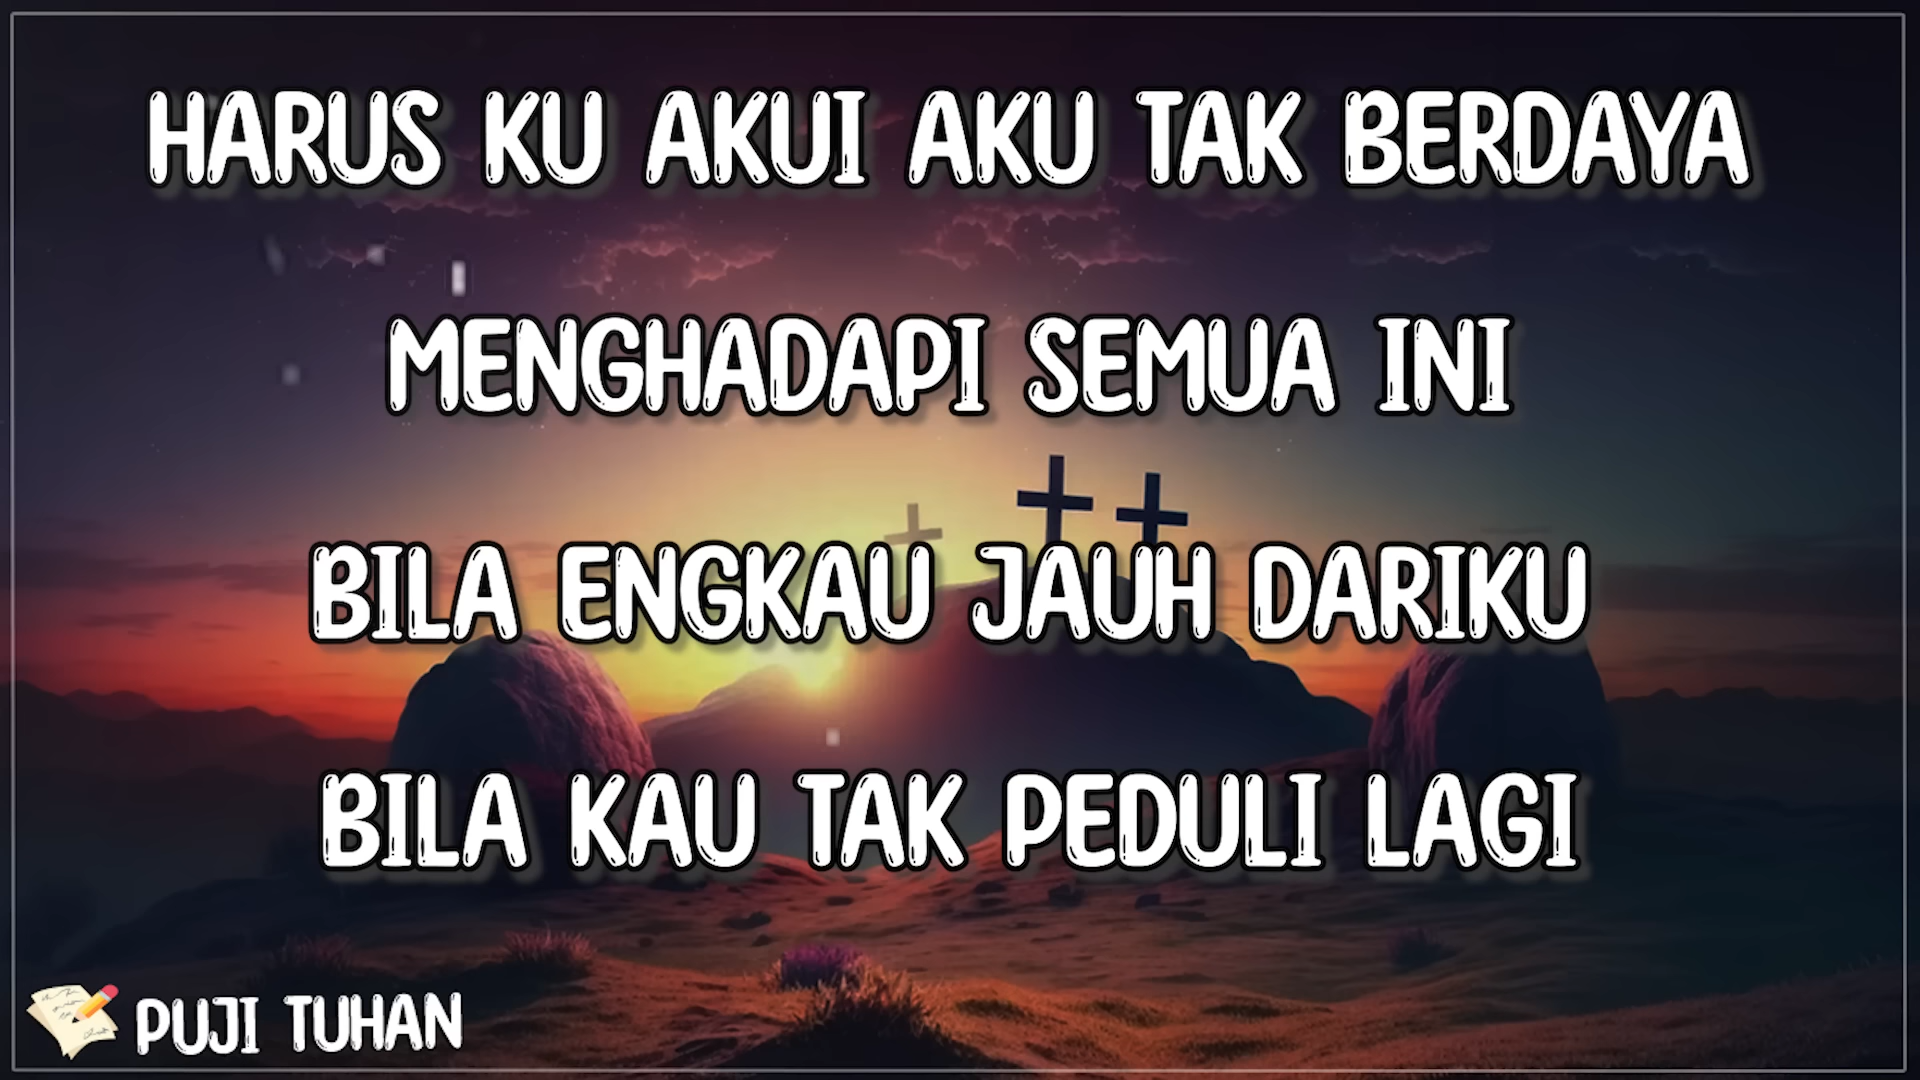 HARUS KU AKUI AKU TAK BERDAYA
MENGHADAPI SEMUA INI
BILA ENGKAU JAUH DARIKU
BILA KAU TAK PEDULI LAGI
PUJI TUHAN